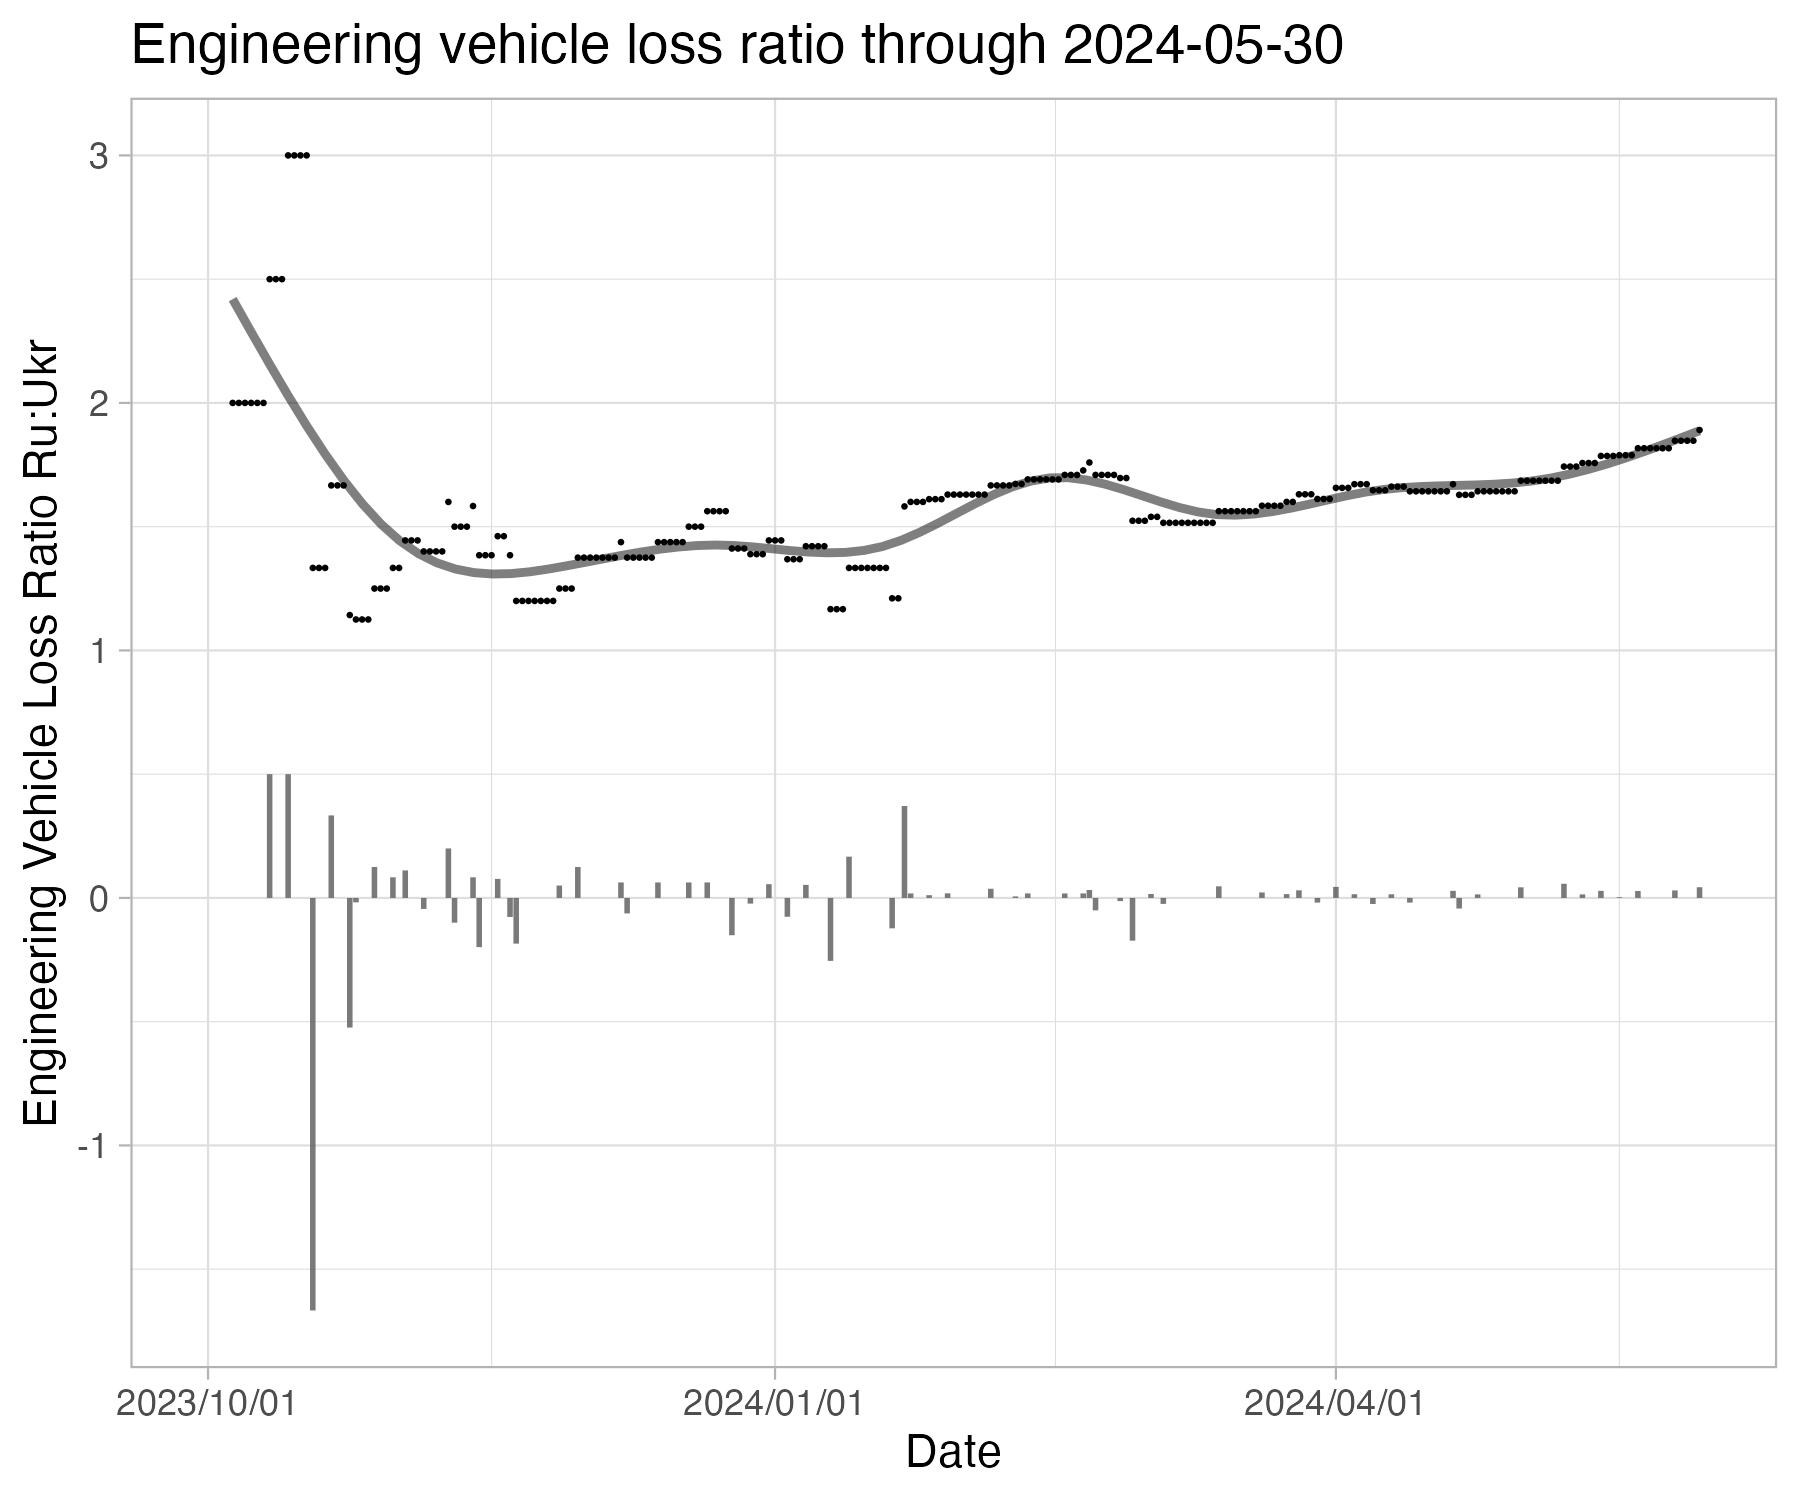 Engineering vehicle loss ratio through 2024-05-30
Engineering Vehicle Loss Ratio Ru:Ukr
3
2
1
0
-1
2023/10/01
2024/01/01
2024/04/01
Date